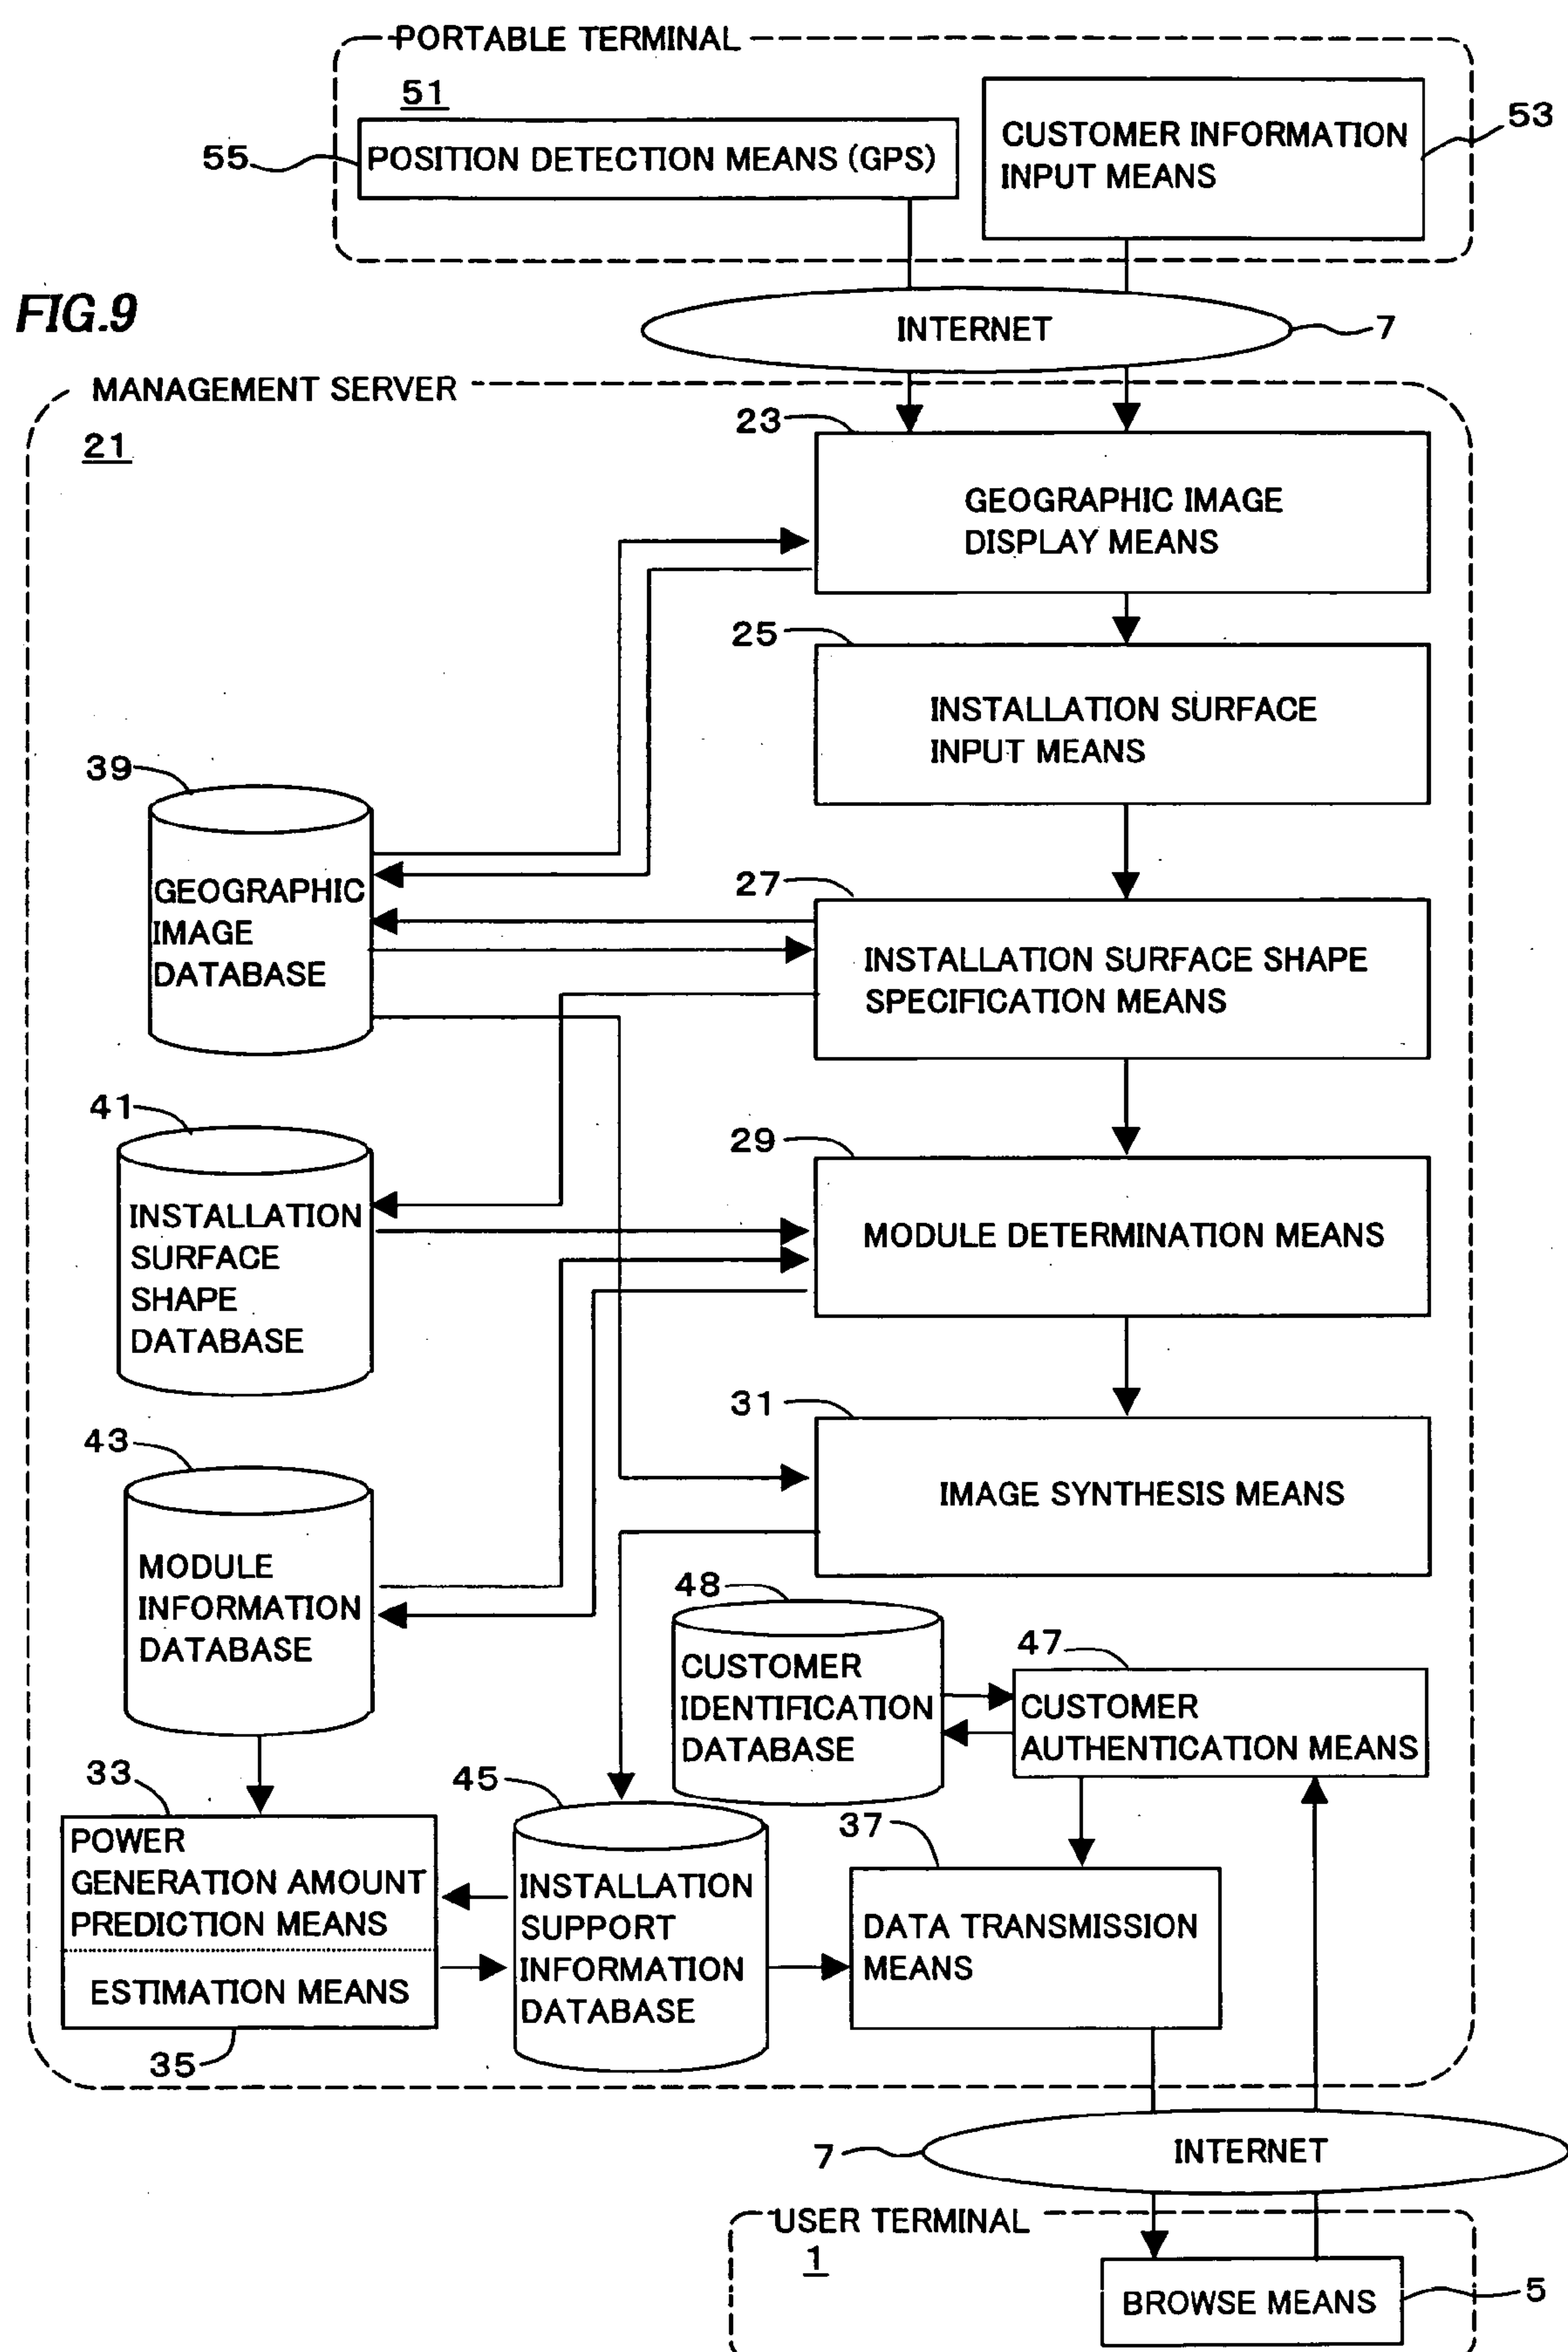 PORTABLE TERMINAL
51
55
POSITION DETECTION MEANS (GPS)
CUSTOMER INFORMATION
INPUT MEANS
53
FIG.9
INTERNET
7
MANAGEMENT SERVER
21
23
GEOGRAPHIC IMAGE
DISPLAY MEANS
25
INSTALLATION SURFACE
INPUT MEANS
39
GEOGRAPHIC
IMAGE
DATABASE
27
INSTALLATION SURFACE SHAPE
SPECIFICATION MEANS
41
INSTALLATION
SURFACE
SHAPE
DATABASE
29
MODULE DETERMINATION MEANS
31
IMAGE SYNTHESIS MEANS
43
MODULE
INFORMATION
DATABASE
48
CUSTOMER
IDENTIFICATION
DATABASE
47
CUSTOMER
AUTHENTICATION MEANS
33
POWER
GENERATION AMOUNT
PREDICTION MEANS
ESTIMATION MEANS
35
45
INSTALLATION
SUPPORT
INFORMATION
DATABASE
37
DATA TRANSMISSION
MEANS
7
INTERNET
USER TERMINAL
1
BROWSE MEANS
5